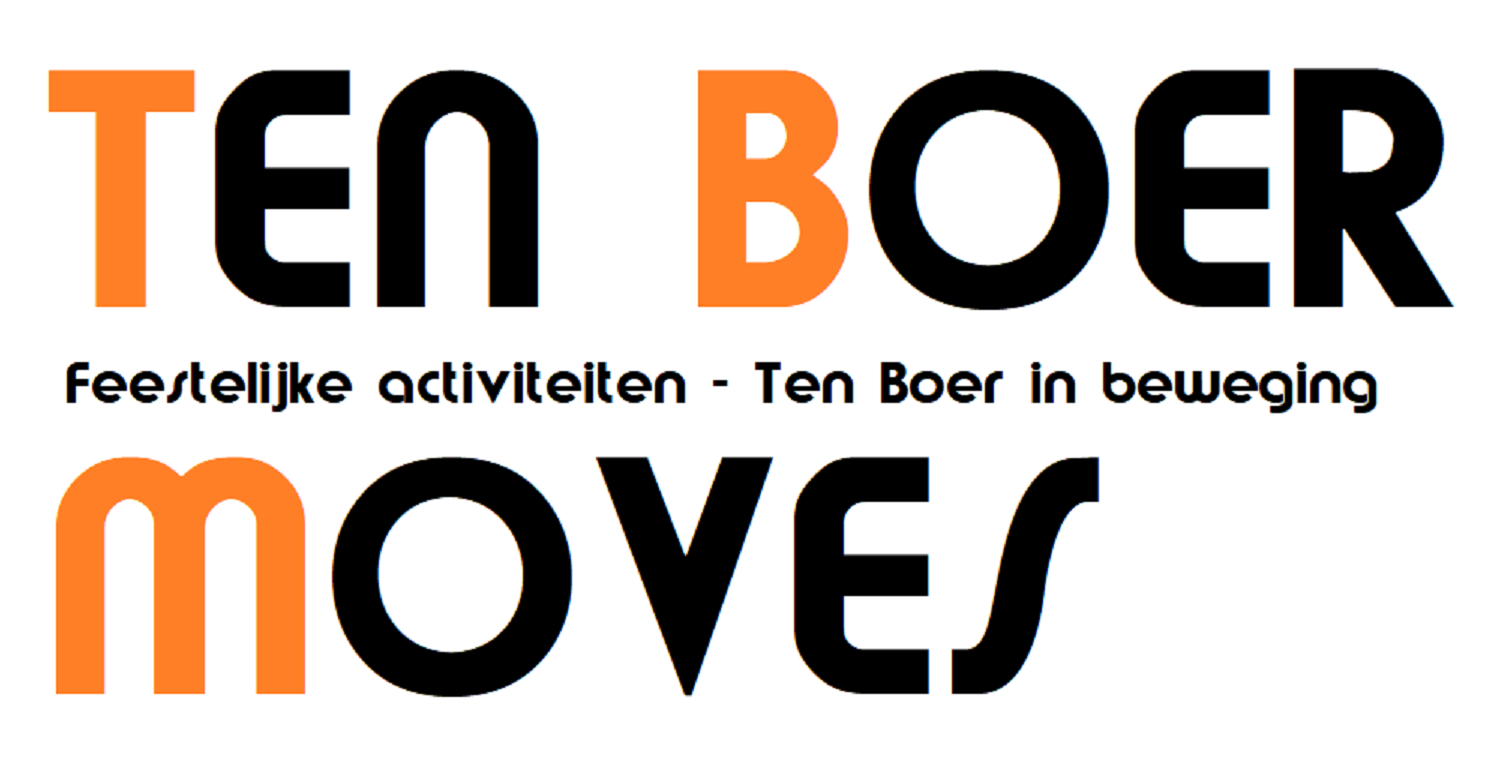 Ten Boer
Feestelijke activiteiten - Ten Boer in beweging
Moves